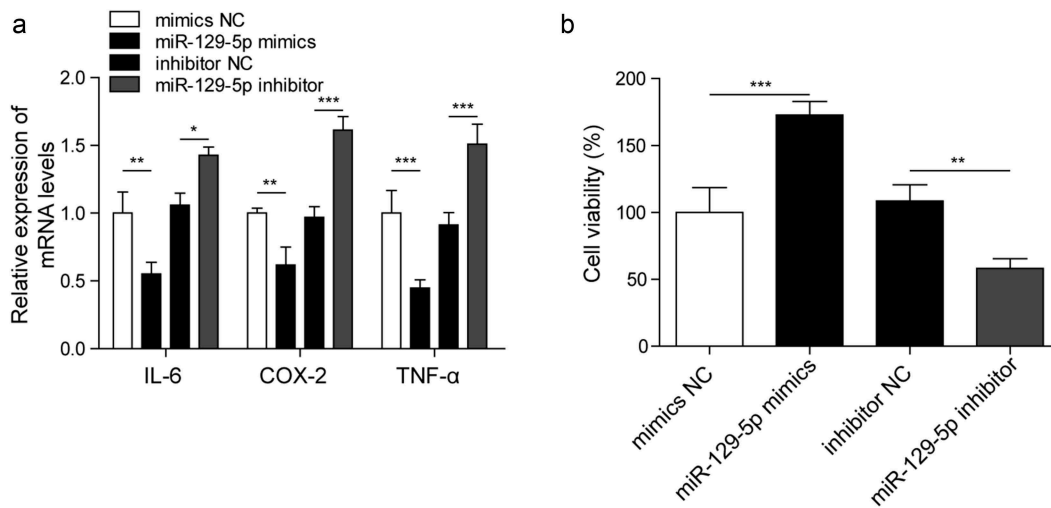 a
mimics NC
miR-129-5p mimics
inhibitor NC
miR-129-5p inhibitor
Relative expression of
mRNA levels
2.0
1.5
1.0
0.5
0.0
**
*
**
***
***
***
IL-6
COX-2
TNF-α
b
Cell viability (%)
200
150
100
50
0
***
**
mimics NC
miR-129-5p mimics
inhibitor NC
miR-129-5p inhibitor